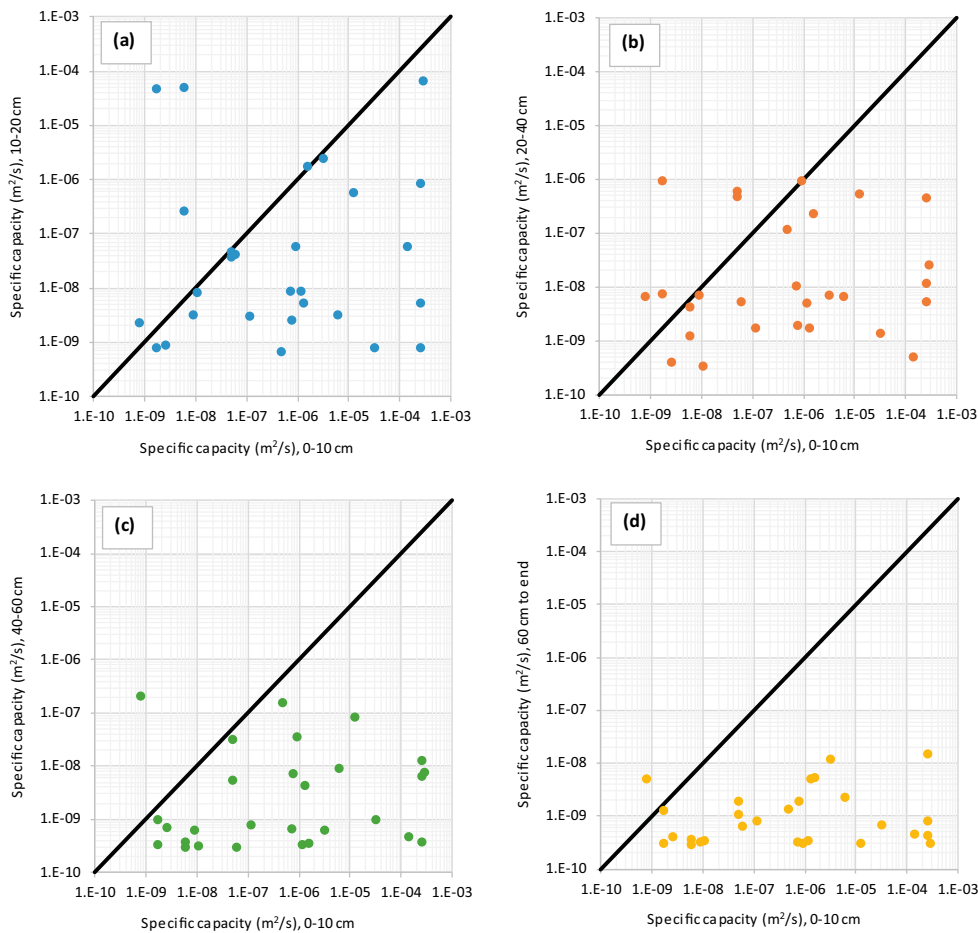 (a)
Specific capacity (m²/s), 10-20 cm
1.E-03
1.E-04
1.E-05
1.E-06
1.E-07
1.E-08
1.E-09
1.E-10
1.E-10 1.E-09 1.E-08 1.E-07 1.E-06 1.E-05 1.E-04 1.E-03
Specific capacity (m²/s), 0-10 cm
(b)
Specific capacity (m²/s), 20-40 cm
1.E-03
1.E-04
1.E-05
1.E-06
1.E-07
1.E-08
1.E-09
1.E-10
1.E-10 1.E-09 1.E-08 1.E-07 1.E-06 1.E-05 1.E-04 1.E-03
Specific capacity (m²/s), 0-10 cm
(c)
Specific capacity (m²/s), 40-60 cm
1.E-03
1.E-04
1.E-05
1.E-06
1.E-07
1.E-08
1.E-09
1.E-10
1.E-10 1.E-09 1.E-08 1.E-07 1.E-06 1.E-05 1.E-04 1.E-03
Specific capacity (m²/s), 0-10 cm
(d)
Specific capacity (m²/s), 60 cm to end
1.E-03
1.E-04
1.E-05
1.E-06
1.E-07
1.E-08
1.E-09
1.E-10
1.E-10 1.E-09 1.E-08 1.E-07 1.E-06 1.E-05 1.E-04 1.E-03
Specific capacity (m²/s), 0-10 cm